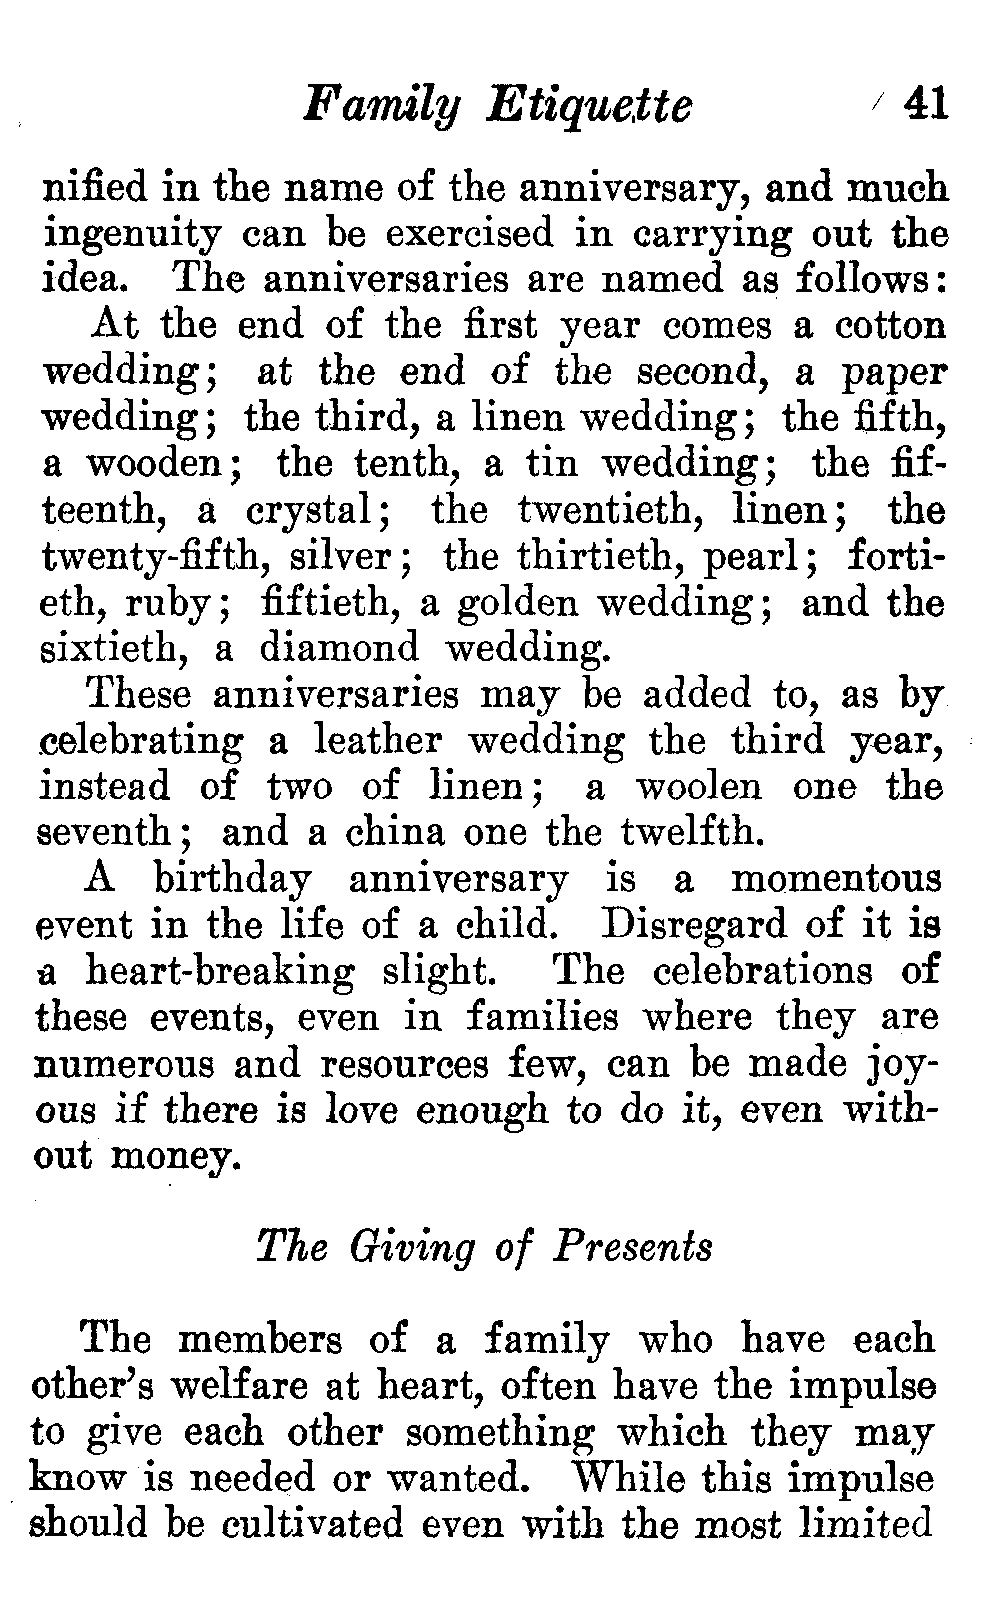 Family Etiquette 41
nified in the name of the anniversary, and much
ingenuity can be exercised in carrying out the
idea. The anniversaries are named as follows:
At the end of the first year comes a cotton
wedding; at the end of the second, a paper
wedding; the third, a linen wedding; the fifth,
a wooden; the tenth, a tin wedding; the fif-
teenth, a crystal; the twentieth, linen; the
twenty-fifth, silver; the thirtieth, pearl; forti-
eth, ruby; fiftieth, a golden wedding; and the
sixtieth, a diamond wedding.
These anniversaries may be added to, as by
celebrating a leather wedding the third year,
instead of two of linen; a woolen one the
seventh; and a china one the twelfth.
A birthday anniversary is a momentous
event in the life of a child. Disregard of it is
a heart-breaking slight. The celebrations of
these events, even in families where they are
numerous and resources few, can be made joy-
ous if there is love enough to do it, even with-
out money.
The Giving of Presents
The members of a family who have each
other's welfare at heart, often have the impulse
to give each other something which they may
know is needed or wanted. While this impulse
should be cultivated even with the most limited